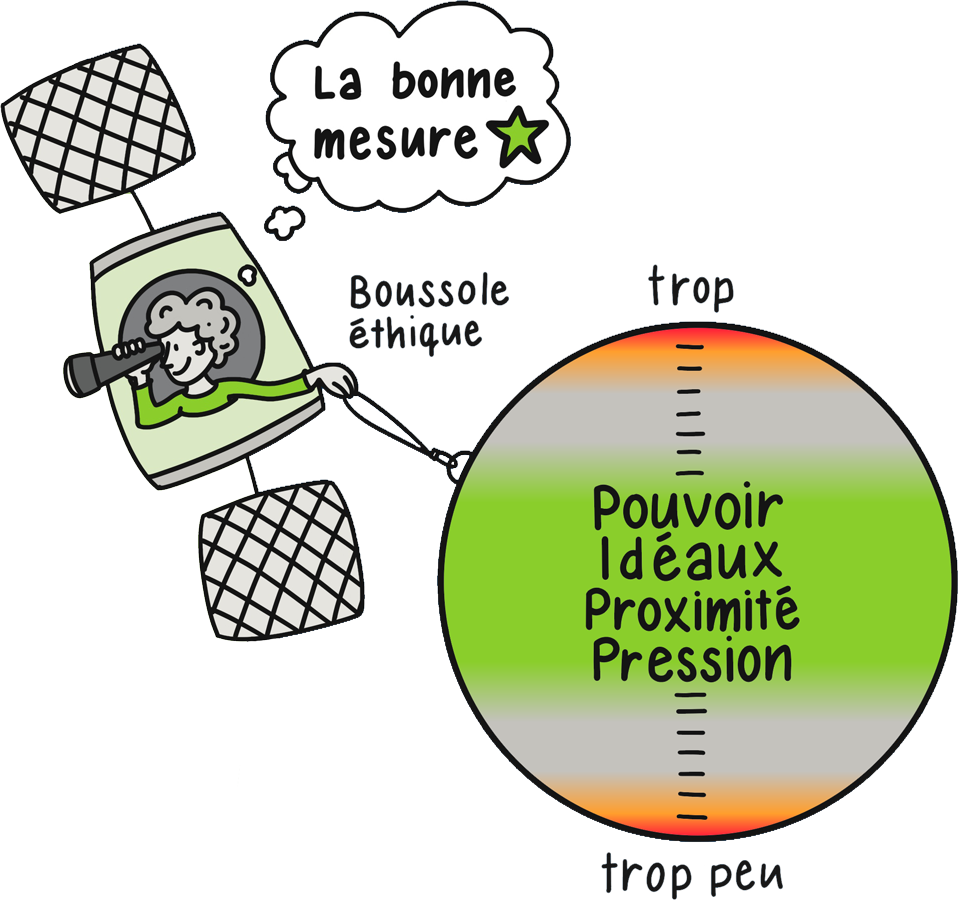 La bonne
mesure
Boussole
éthique
trop
Pouvoir
Idéaux
Proximité
Pression
trop peu